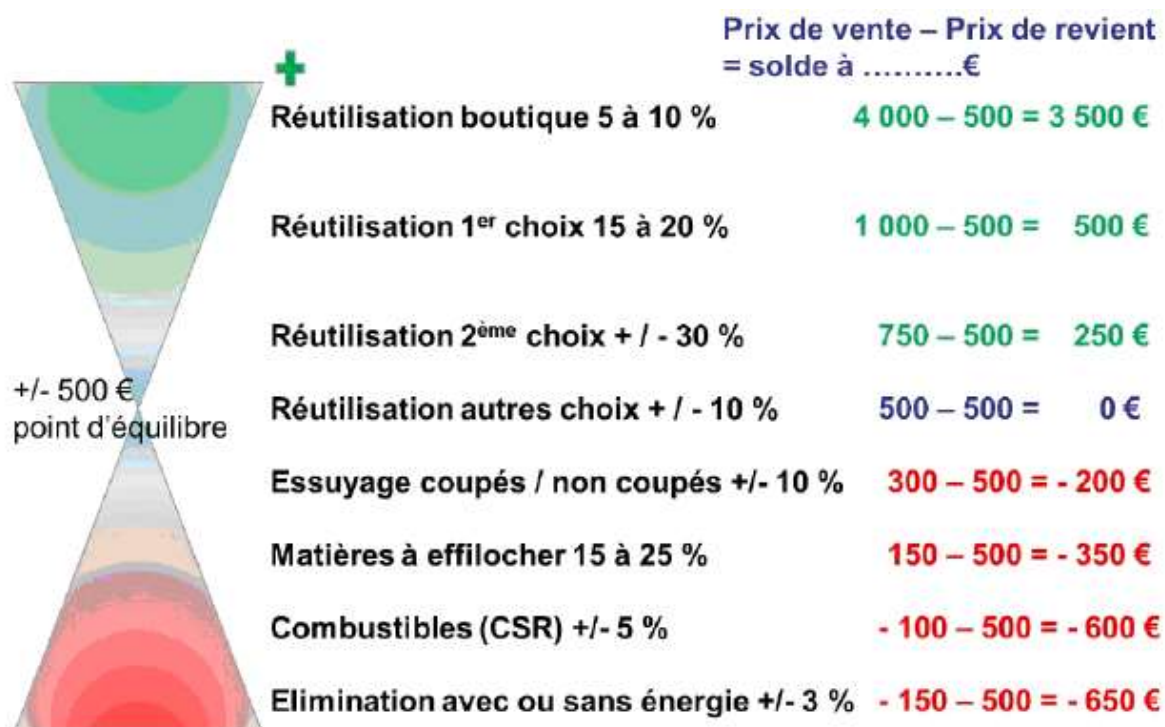 Prix de vente – Prix de revient
= solde à ..........€
+
Réutilisation boutique 5 à 10 % 4 000 – 500 = 3 500 €
Réutilisation 1er choix 15 à 20 % 1 000 – 500 = 500 €
Réutilisation 2ème choix + / - 30 % 750 – 500 = 250 €
+/- 500 €
point d'équilibre
Réutilisation autres choix + / - 10 % 500 – 500 = 0 €
Essuyage coupés / non coupés +/- 10 % 300 – 500 = - 200 €
Matières à effilocher 15 à 25 % 150 – 500 = - 350 €
Combustibles (CSR) +/- 5 % - 100 – 500 = - 600 €
Elimination avec ou sans énergie +/- 3 % - 150 – 500 = - 650 €